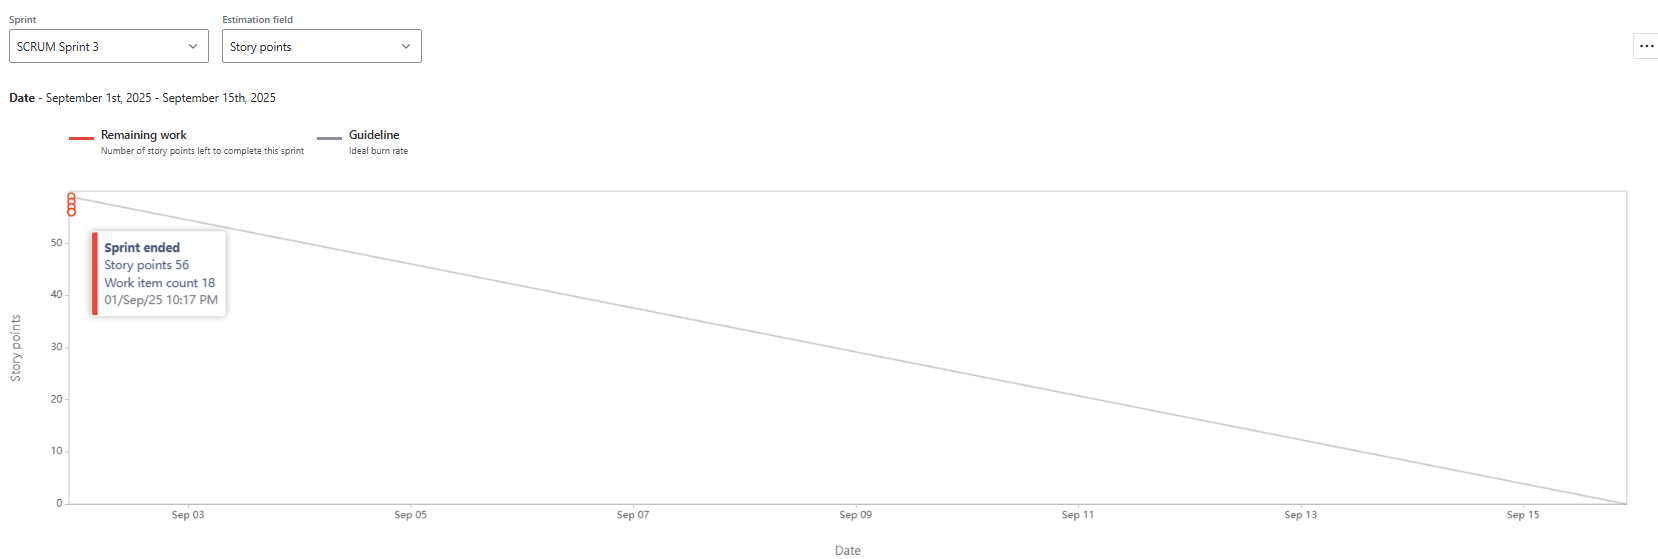 Sprint
Estimation field
SCRUM Sprint 3
Story points
Date - September 1st, 2025 - September 15th, 2025
Remaining work
Number of story points left to complete this sprint
Guideline
Ideal burn rate
50
40
30
20
10
0
Story points
Sprint ended
Story points 56
Work item count 18
01/Sep/25 10:17 PM
Sep 03
Sep 05
Sep 07
Sep 09
Sep 11
Sep 13
Sep 15
Date